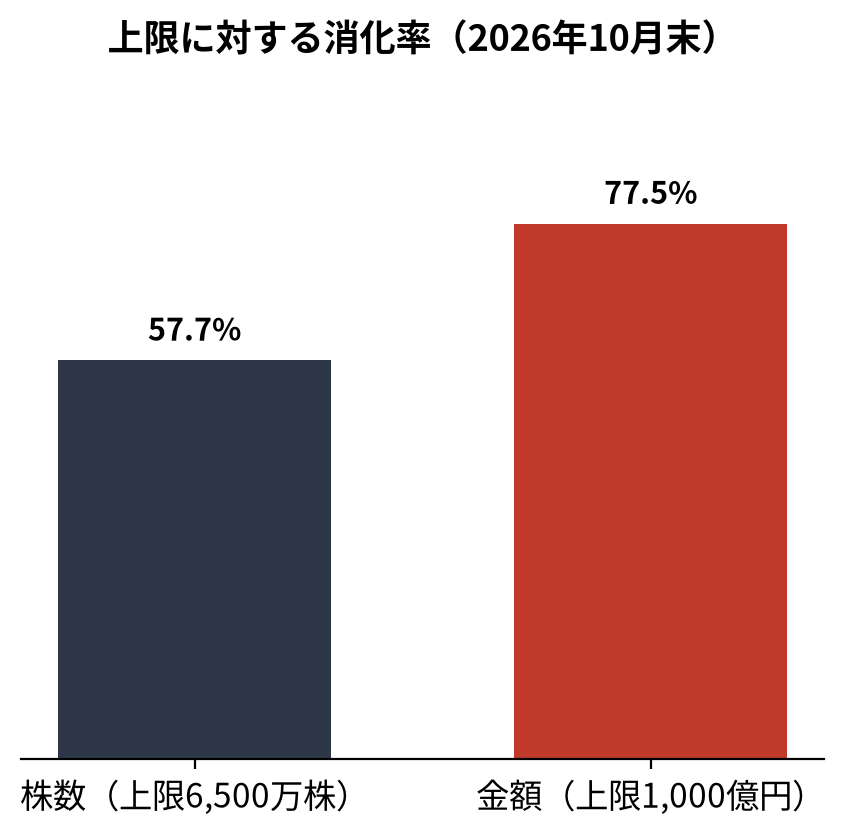 上限に対する消化率（2026年10月末）
77.5%
57.7%
株数（上限6,500万株）
金額（上限1,000億円）